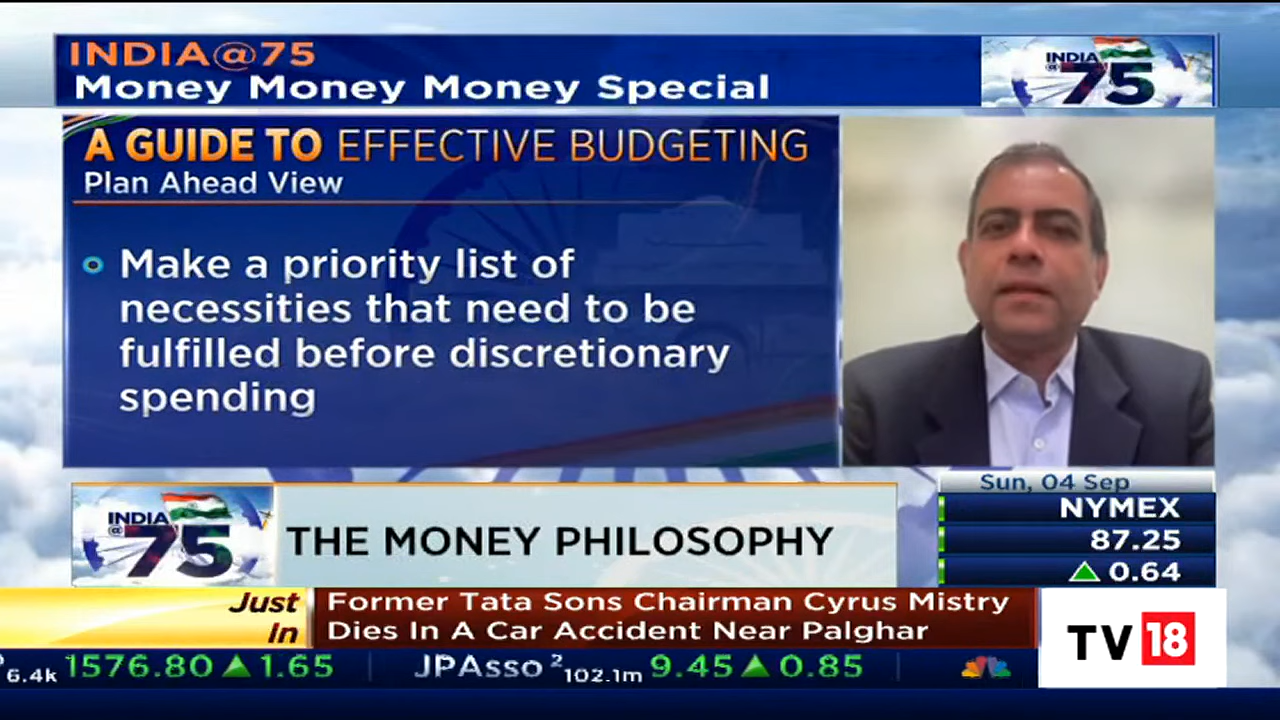 INDIA@75
Money Money Money Special
INDIA
@
75
A GUIDE TO EFFECTIVE BUDGETING
Plan Ahead View
Make a priority list of
necessities that need to be
fulfilled before discretionary
spending
INDIA
@
75
THE MONEY PHILOSOPHY
Sun, 04 Sep
NYMEX
87.25
▲ 0.64
Just
In
Former Tata Sons Chairman Cyrus Mistry
Dies In A Car Accident Near Palghar
TV18
6.4k 1576.80 ▲ 1.65 JPAsso 2 102.1m 9.45 ▲ 0.85